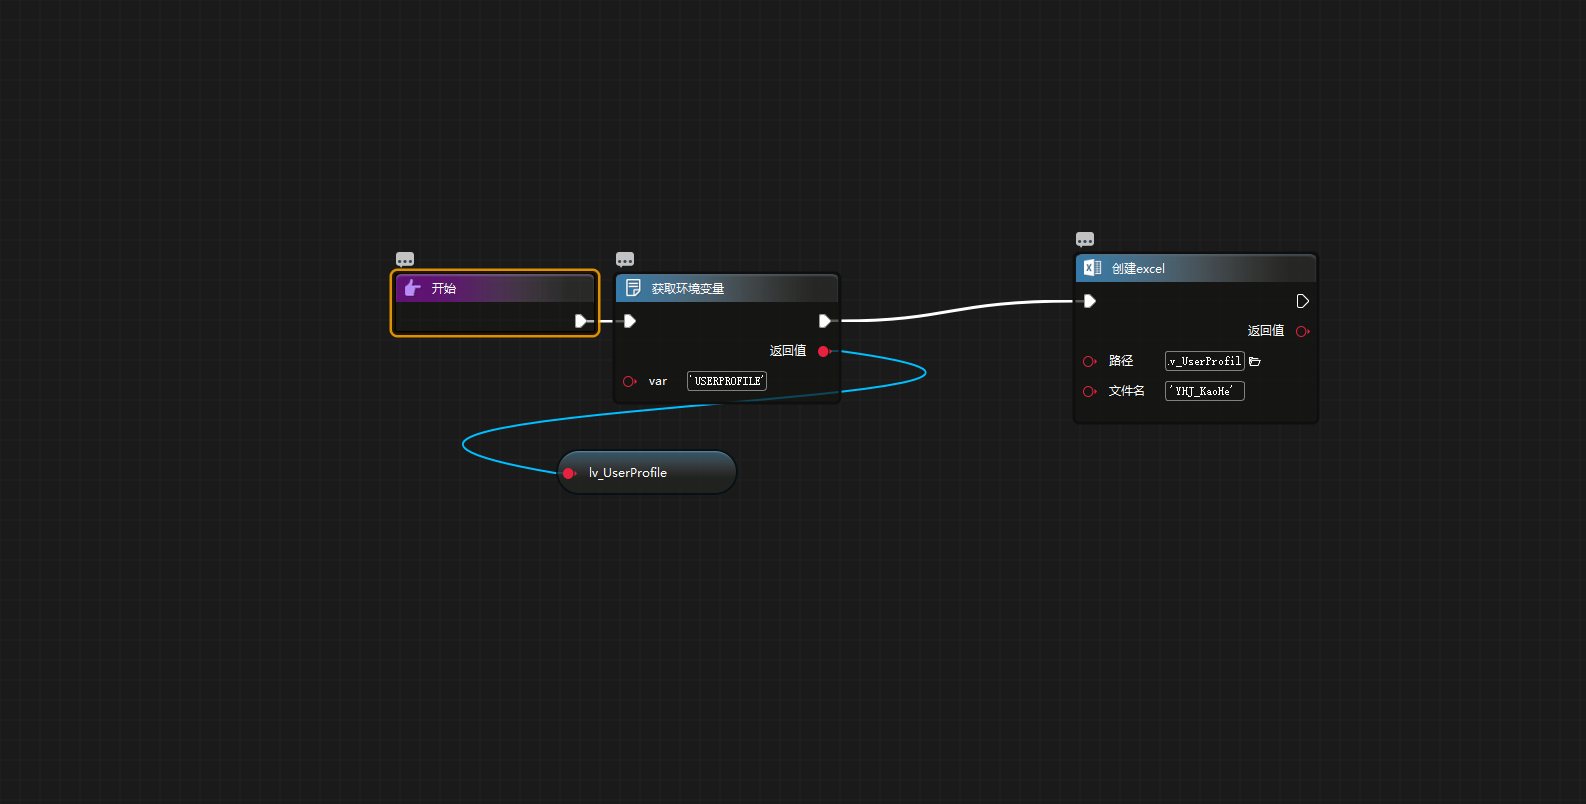 开始
获取环境变量
返回值
var
'USERPROFILE'
lv_UserProfile
创建excel
返回值
路径
v_UserProfil
文件名
'YHJ_KaoHe'